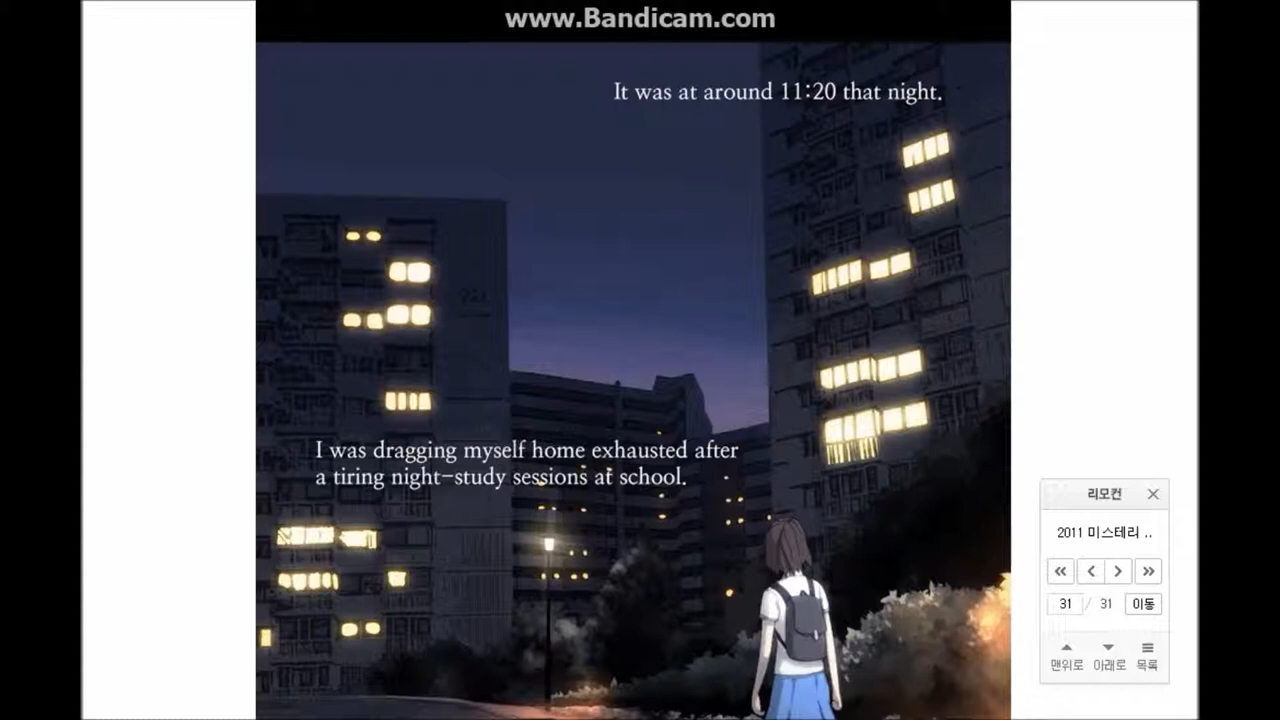 www.Bandicam.com
It was at around 11:20 that night.
I was dragging myself home exhausted after
a tiring night-study sessions at school.
리모컨
2011 미스테리 ..
31 / 31 이동
맨위로 아래로 목록